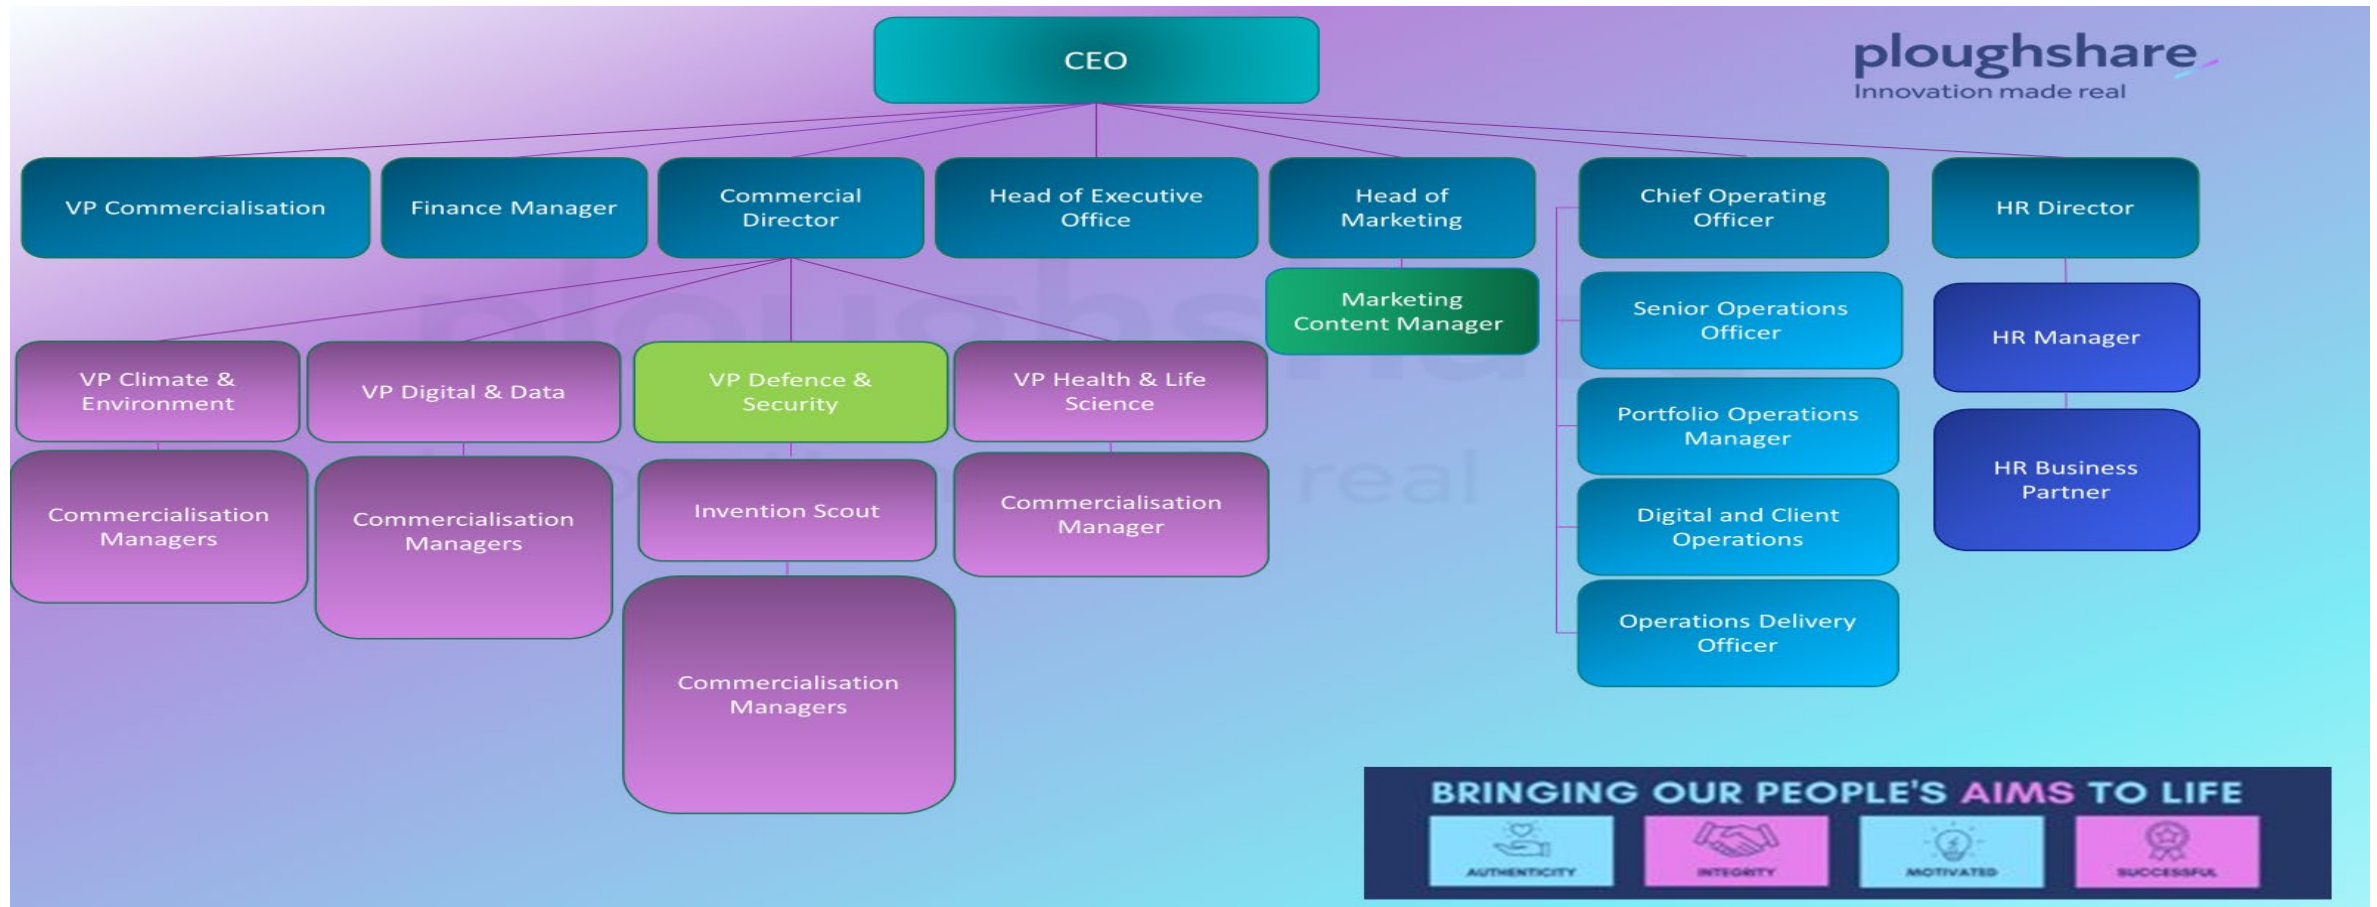 CEO
ploughshare
Innovation made real
VP Commercialisation
Finance Manager
Commercial
Director
Head of Executive
Office
Head of
Marketing
Chief Operating
Officer
HR Director
Marketing
Content Manager
Senior Operations
Officer
HR Manager
VP Climate &
Environment
VP Digital & Data
VP Defence &
Security
VP Health & Life
Science
Portfolio Operations
Manager
Commercialisation
Managers
Commercialisation
Managers
Invention Scout
Commercialisation
Manager
Digital and Client
Operations
HR Business
Partner
Operations Delivery
Officer
Commercialisation
Managers
real
BRINGING OUR PEOPLE'S AIMS TO LIFE
AUTHENTICITY
INTEGRITY
MOTIVATED
SUCCESSFUL